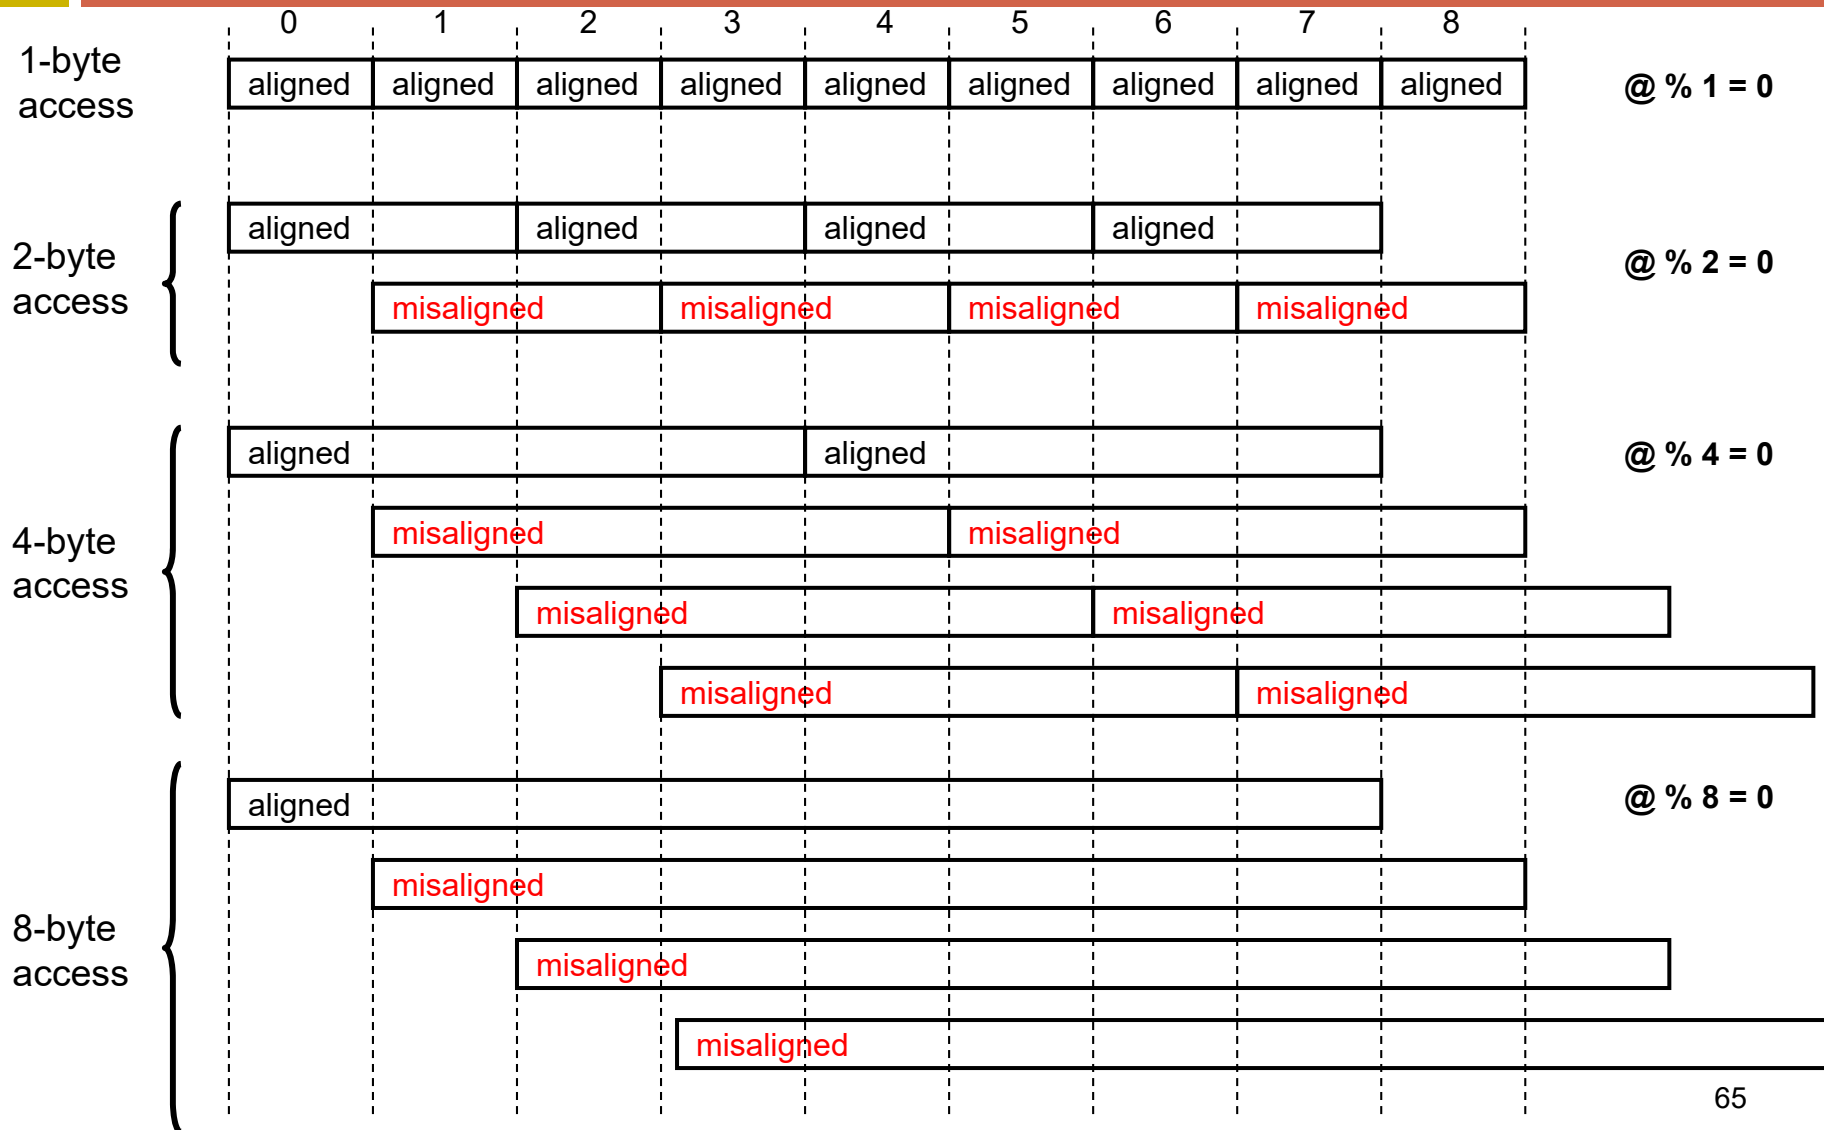 0 1 2 3 4 5 6 7 8
1-byte
access
aligned aligned aligned aligned aligned aligned aligned aligned aligned
@ % 1 = 0
2-byte
access
aligned aligned aligned aligned
misaligned misaligned misaligned misaligned
@ % 2 = 0
4-byte
access
aligned aligned
@ % 4 = 0
misaligned misaligned
misaligned misaligned
misaligned misaligned
8-byte
access
aligned
@ % 8 = 0
misaligned
misaligned
misaligned
65